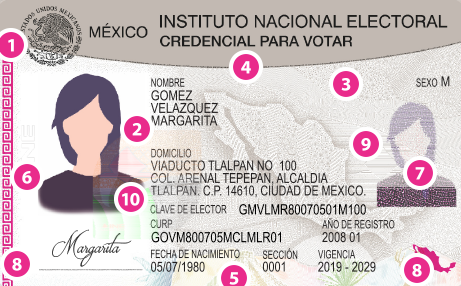 ESTADOS UNIDOS MEXICANOS
MÉXICO
INSTITUTO NACIONAL ELECTORAL
CREDENCIAL PARA VOTAR
1
4
3
NOMBRE
SEXO M
GOMEZ
VELAZQUEZ
MARGARITA
2
9
DOMICILIO
VIADUCTO TLALPAN NO 100
COL. ARENAL TEPEPAN, ALCALDIA
TLALPAN. C.P. 14610, CIUDAD DE MEXICO.
6
7
10
CLAVE DE ELECTOR GMVLMR80070501M100
CURP
AÑO DE REGISTRO
GOVM800705MCLMLR01
2008 01
Margarita
FECHA DE NACIMIENTO
SECCIÓN
VIGENCIA
05/07/1980
0001
2019 - 2029
8
5
8